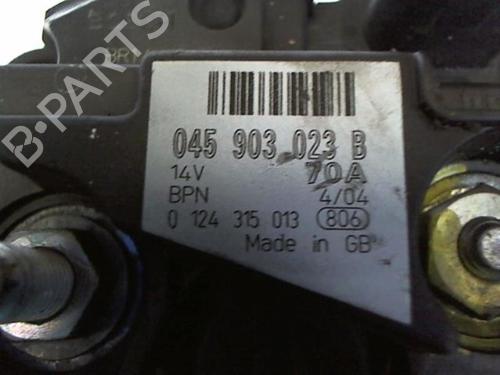 B-PARTS
045 903 023 B
14V 70A
BPN 4/04
0 124 315 013 806
Made in GB